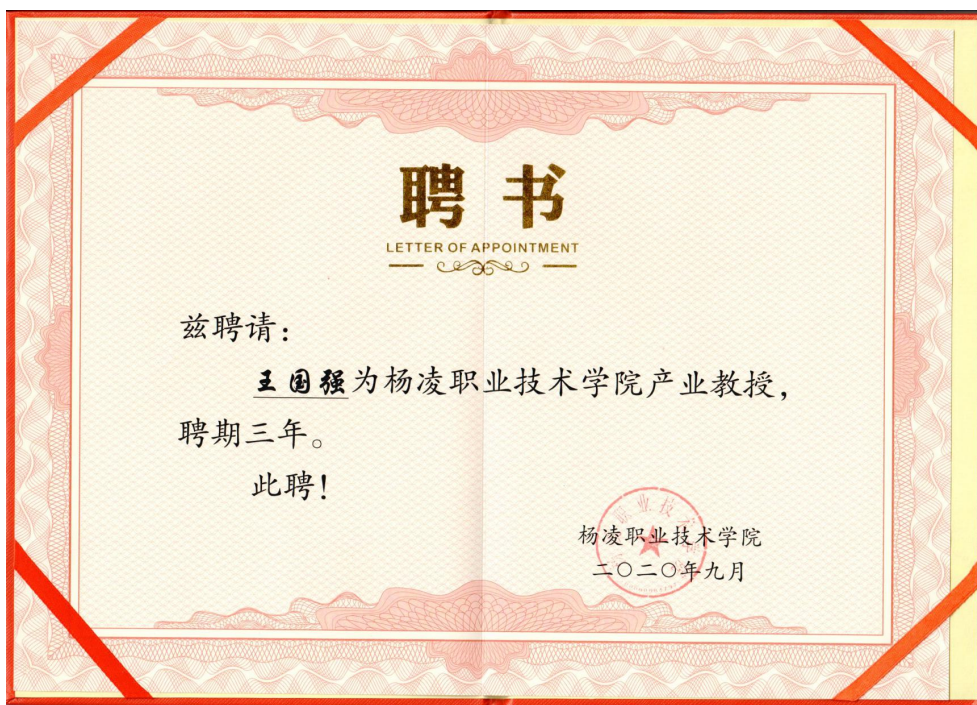 聘书
LETTER OF APPOINTMENT
兹聘请：
王国强为杨凌职业技术学院产业教授，
聘期三年。
此聘！
杨凌职业技术学院
二〇二〇年九月